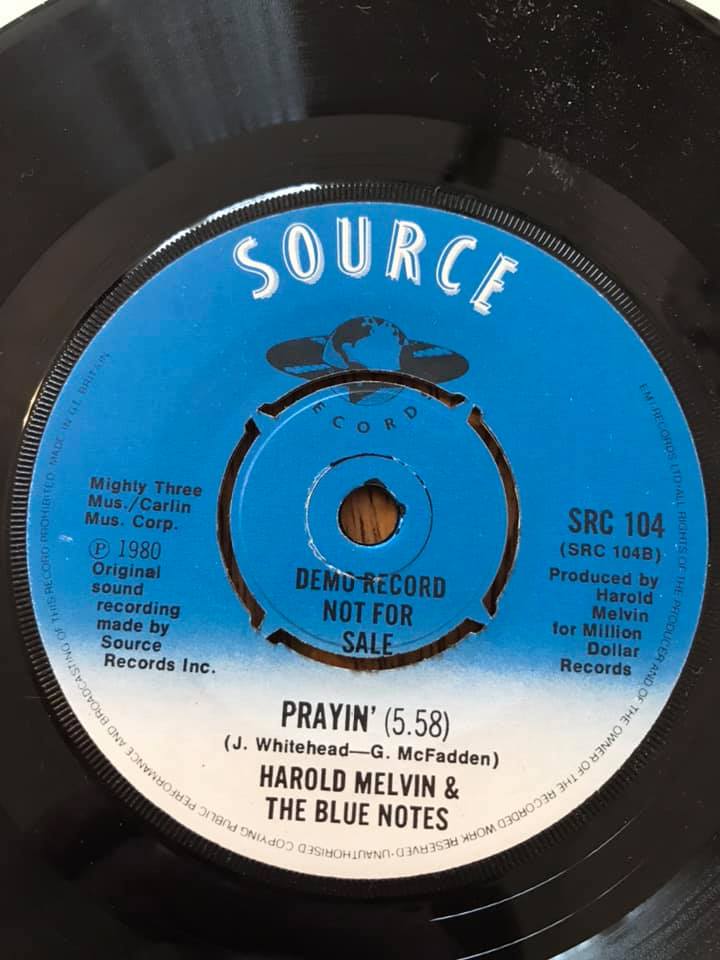 SOURCE
RECORDS
Mighty Three
Mus./Carlin
Mus. Corp.
℗ 1980
Original
sound
recording
made by
Source
Records Inc.
SRC 104
(SRC 104B)
Produced by
Harold
Melvin
for Million
Dollar
Records
DEMO RECORD
NOT FOR
SALE
PRAYIN' (5.58)
(J. Whitehead—G. McFadden)
HAROLD MELVIN &
THE BLUE NOTES
EMI RECORDS LTD•ALL RIGHTS OF THE PRODUCER AND OF THE OWNER OF THE RECORDED WORK RESERVED•UNAUTHORISED COPYING PUBLIC PERFORMANCE AND BROADCASTING OF THIS RECORD PROHIBITED. MADE IN GT. BRITAIN